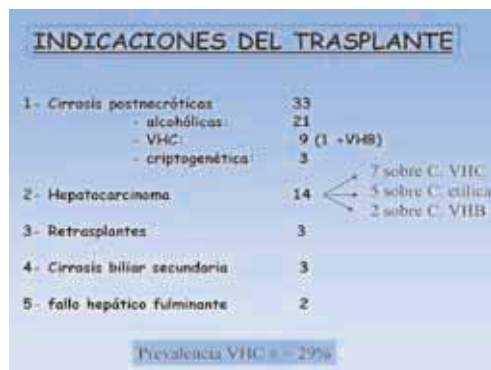 INDICACIONES DEL TRASPLANTE
1- Cirrosis postnecróticas 33
- alcohólicas: 21
- VHC: 9 (1 +VHB)
- criptogenética: 3
2- Hepatocarcinoma 14
7 sobre C. VHC
5 sobre C. etílica
2 sobre C. VHB
3- Retrasplantes 3
4- Cirrosis biliar secundaria 3
5- fallo hepático fulminante 2
Prevalencia VHC = 29%